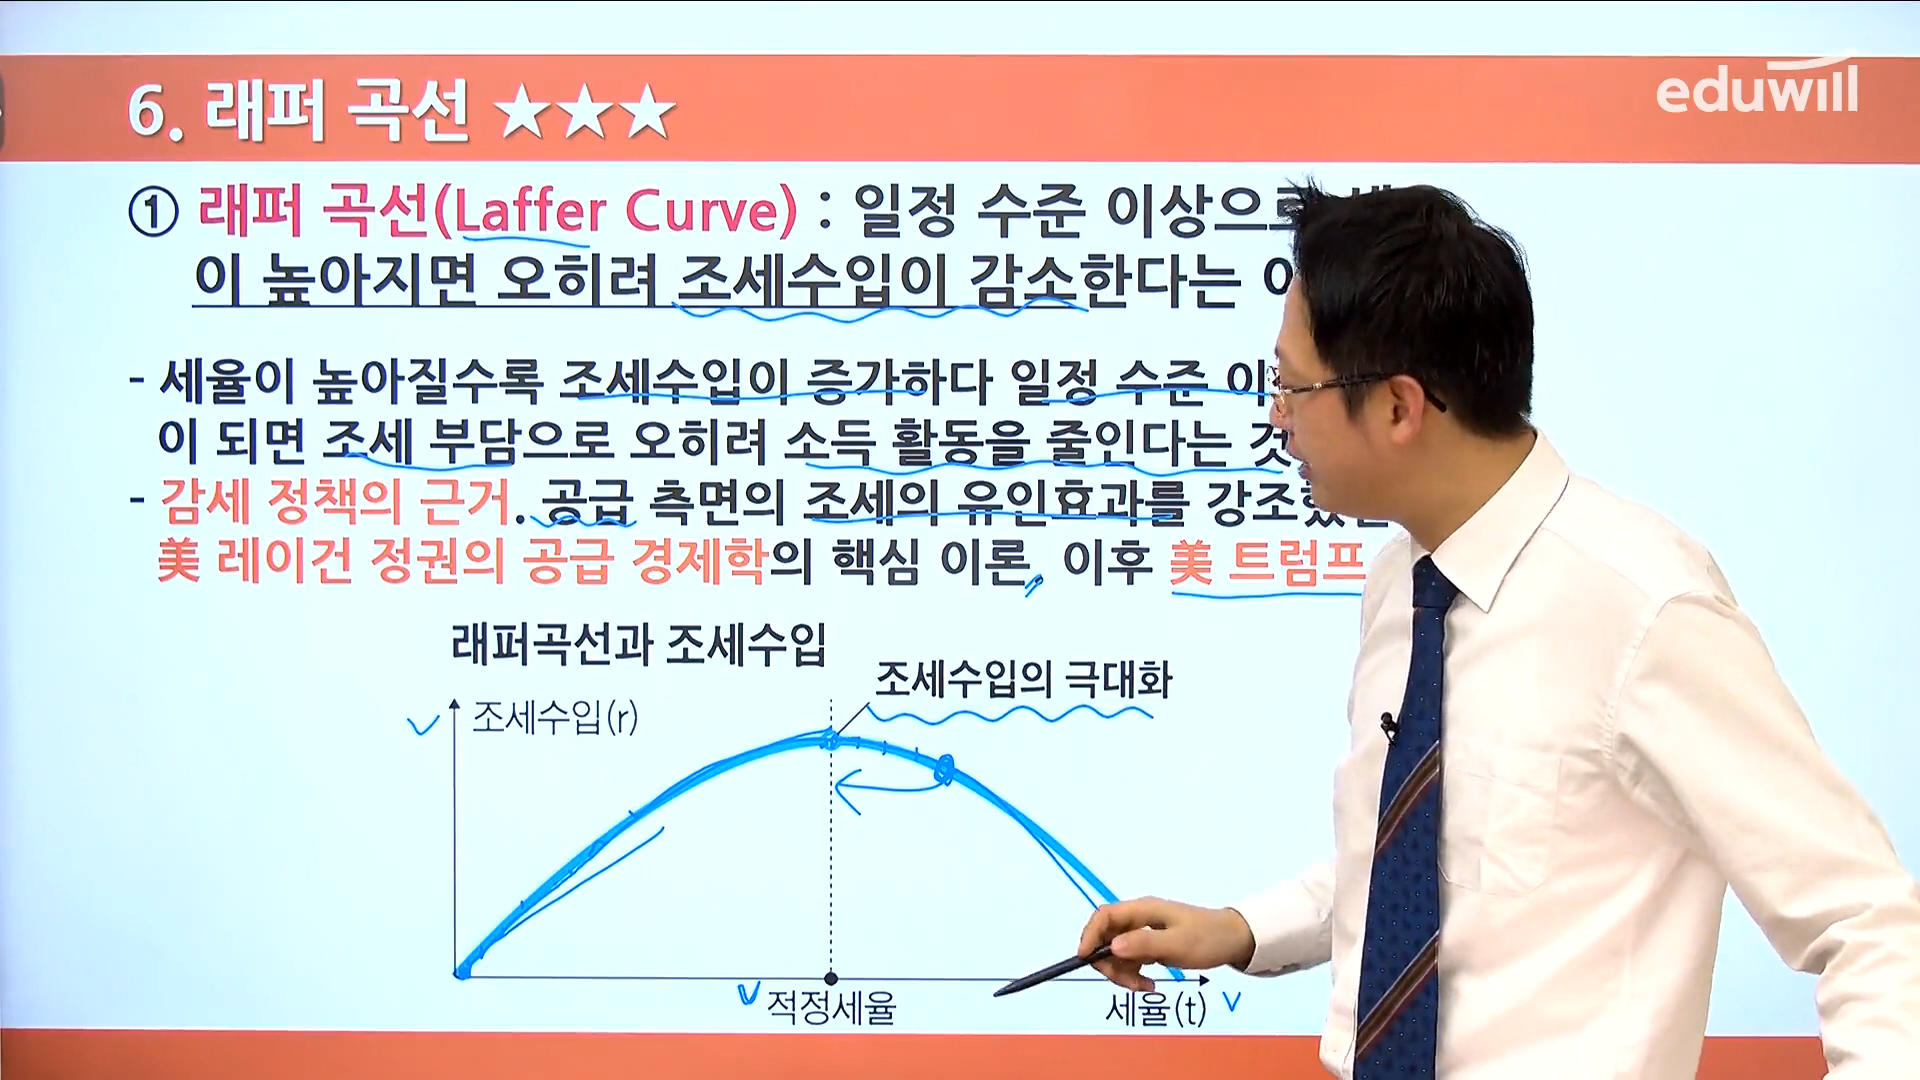 6. 래퍼 곡선 ★★★
eduwill
① 래퍼 곡선(Laffer Curve) : 일정 수준 이상으로
이 높아지면 오히려 조세수입이 감소한다는
- 세율이 높아질수록 조세수입이 증가하다 일정 수준
이 되면 조세 부담으로 오히려 소득 활동을 줄인다는 것
- 감세 정책의 근거. 공급 측면의 조세의 유인효과를 강조했던
美 레이건 정권의 공급 경제학의 핵심 이론, 이후 美 트럼프
래퍼곡선과 조세수입
조세수입의 극대화
조세수입(r)
적정세율
세율(t)